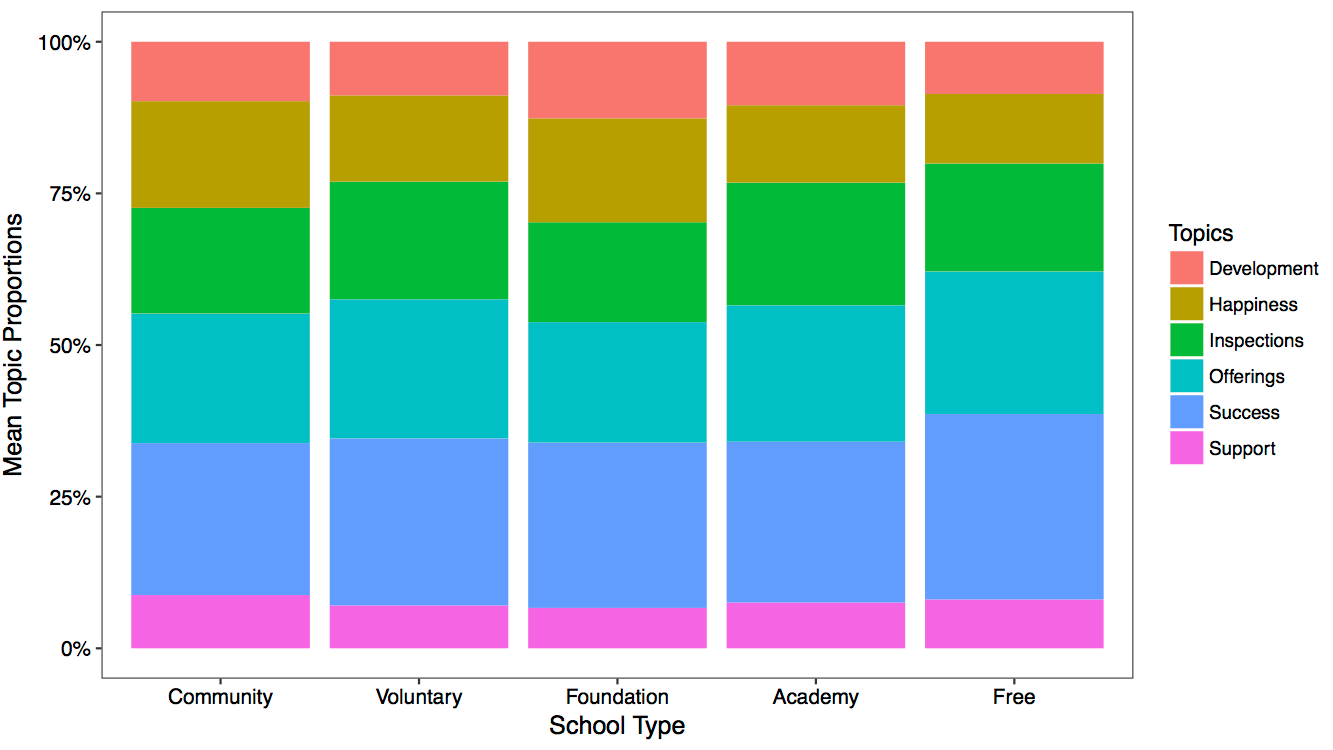 Mean Topic Proportions
100%
75%
50%
25%
0%
Community Voluntary Foundation Academy Free
School Type
Topics
Development
Happiness
Inspections
Offerings
Success
Support